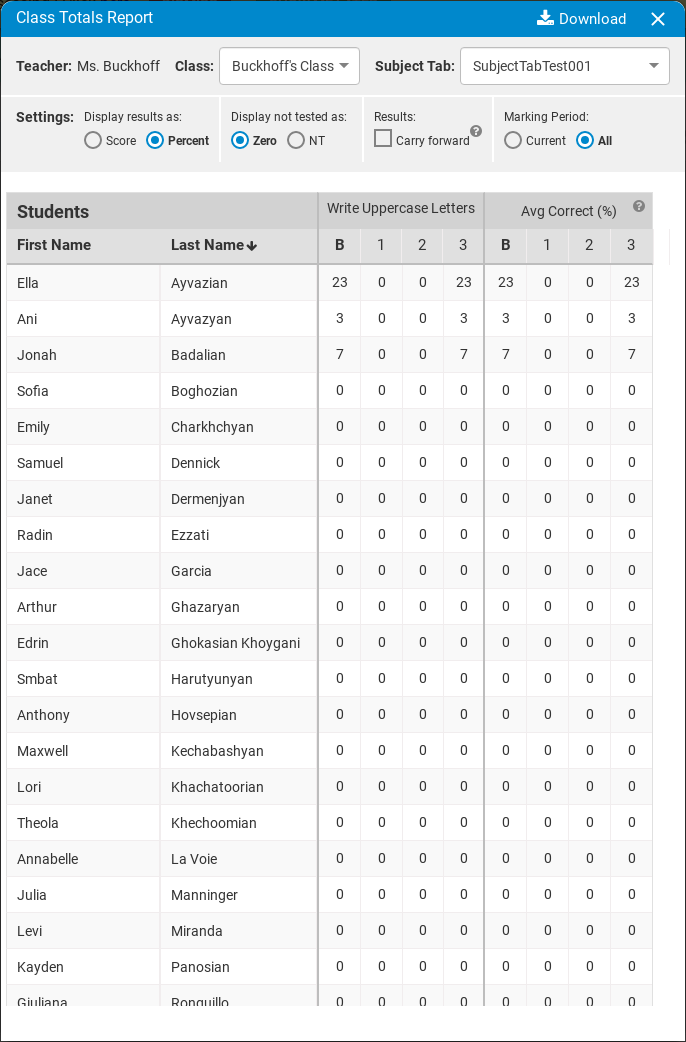 Class Totals Report Download
Teacher: Ms. Buckhoff Class: Buckhoff's Class Subject Tab: SubjectTabTest001
Settings: Display results as: Display not tested as: Results: Marking Period:
Score Percent Zero NT Carry forward ? Current All
Students Write Uppercase Letters Avg Correct (%) ?
First Name Last Name B 1 2 3 B 1 2 3
Ella Ayvazian 23 0 0 23 23 0 0 23
Ani Ayvazyan 3 0 0 3 3 0 0 3
Jonah Badalian 7 0 0 7 7 0 0 7
Sofia Boghozian 0 0 0 0 0 0 0 0
Emily Charkhchyan 0 0 0 0 0 0 0 0
Samuel Dennick 0 0 0 0 0 0 0 0
Janet Dermenjyan 0 0 0 0 0 0 0 0
Radin Ezzati 0 0 0 0 0 0 0 0
Jace Garcia 0 0 0 0 0 0 0 0
Arthur Ghazaryan 0 0 0 0 0 0 0 0
Edrin Ghokasian Khoygani 0 0 0 0 0 0 0 0
Smbat Harutyunyan 0 0 0 0 0 0 0 0
Anthony Hovsepian 0 0 0 0 0 0 0 0
Maxwell Kechabashyan 0 0 0 0 0 0 0 0
Lori Khachatoorian 0 0 0 0 0 0 0 0
Theola Khechoomian 0 0 0 0 0 0 0 0
Annabelle La Voie 0 0 0 0 0 0 0 0
Julia Manninger 0 0 0 0 0 0 0 0
Levi Miranda 0 0 0 0 0 0 0 0
Kayden Panosian 0 0 0 0 0 0 0 0
Giuliana Ronquillo 0 0 0 0 0 0 0 0